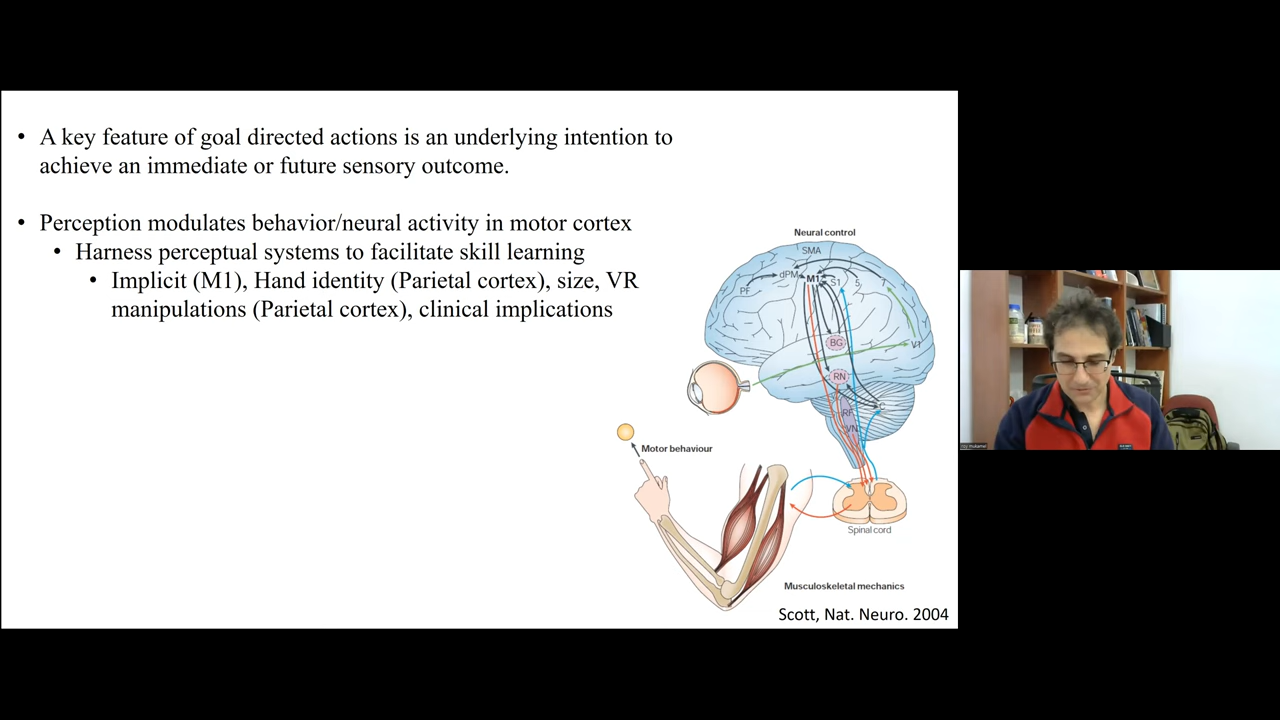 • A key feature of goal directed actions is an underlying intention to
achieve an immediate or future sensory outcome.
• Perception modulates behavior/neural activity in motor cortex
• Harness perceptual systems to facilitate skill learning
• Implicit (M1), Hand identity (Parietal cortex), size, VR
manipulations (Parietal cortex), clinical implications
Neural control
SMA
dPM
M1
S1
5
7
PF
BG
V1
RN
C
RF
VN
Motor behaviour
Spinal cord
Musculoskeletal mechanics
Scott, Nat. Neuro. 2004